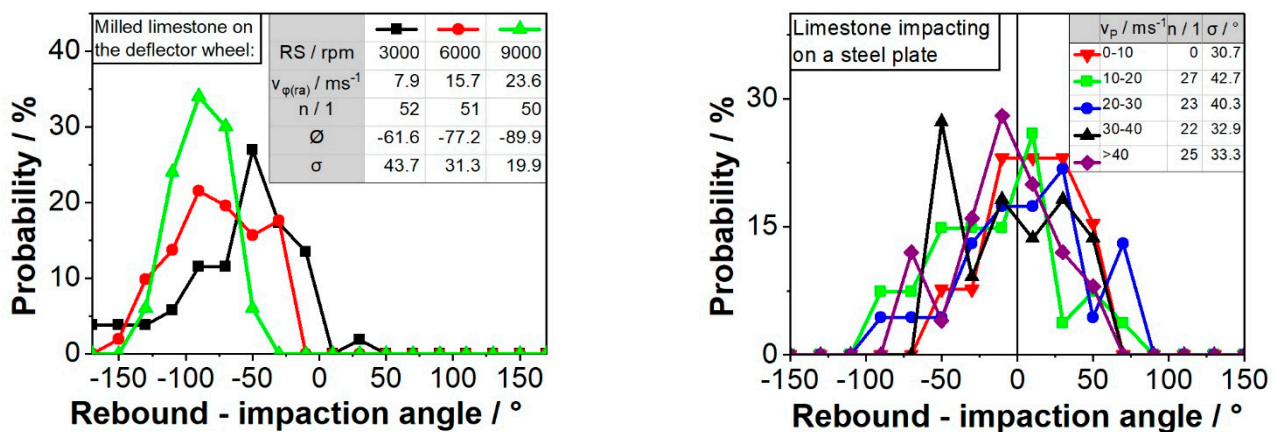 Milled limestone on
the deflector wheel:
RS / rpm 3000 6000 9000
vφ(ra) / ms-1 7.9 15.7 23.6
n / 1 52 51 50
Ø -61.6 -77.2 -89.9
σ 43.7 31.3 19.9
Probability / %
40
30
20
10
0
-150 -100 -50 0 50 100 150
Rebound - impaction angle / °
Limestone impacting
on a steel plate
vP / ms-1 n / 1 σ / °
0-10 0 30.7
10-20 27 42.7
20-30 23 40.3
30-40 22 32.9
>40 25 33.3
Probability / %
30
15
0
-150 -100 -50 0 50 100 150
Rebound - impaction angle / °